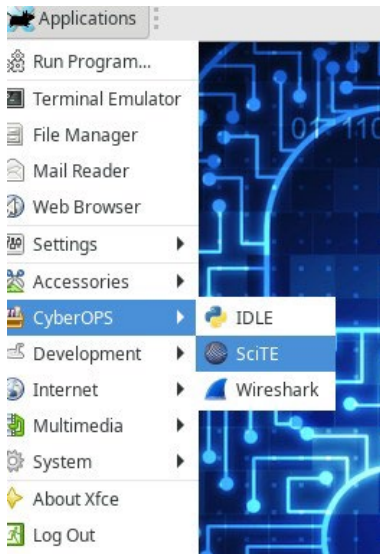 Applications
Run Program...
Terminal Emulator
File Manager
Mail Reader
Web Browser
Settings
Accessories
CyberOPS
IDLE
Development
SciTE
Internet
Wireshark
Multimedia
System
About Xfce
Log Out